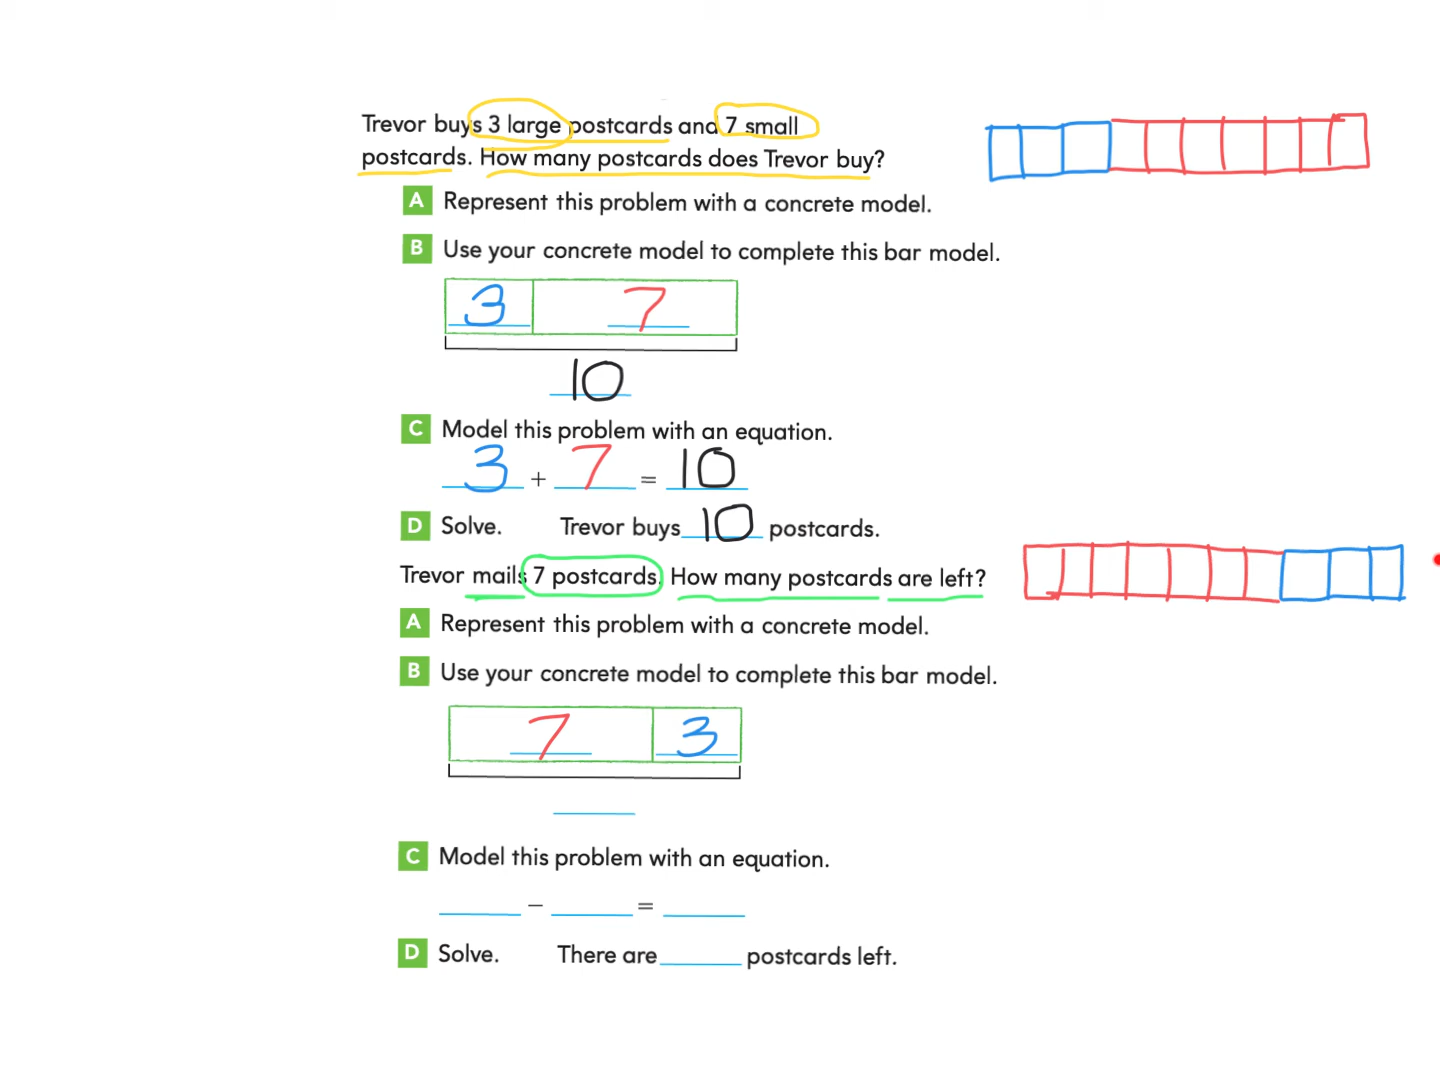 Trevor buys 3 large postcards and 7 small
postcards. How many postcards does Trevor buy?
A Represent this problem with a concrete model.
B Use your concrete model to complete this bar model.
3 7
10
C Model this problem with an equation.
3 + 7 = 10
D Solve. Trevor buys 10 postcards.
Trevor mails 7 postcards. How many postcards are left?
A Represent this problem with a concrete model.
B Use your concrete model to complete this bar model.
7 3
C Model this problem with an equation.
− =
D Solve. There are postcards left.